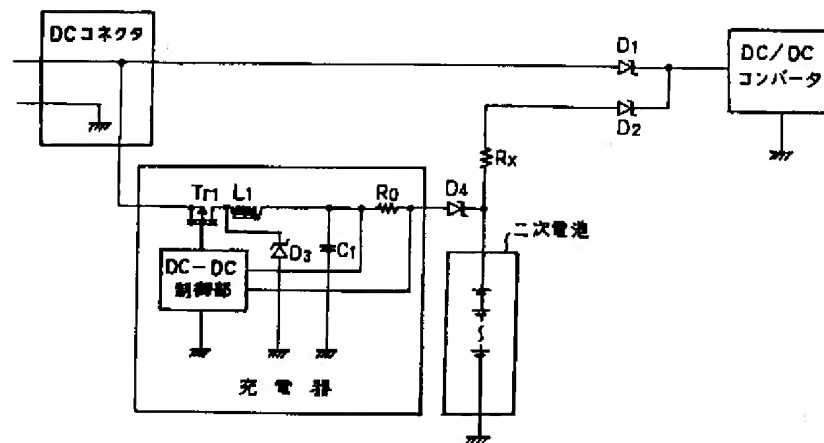 DCコネクタ
D1
DC/DC
コンバータ
D2
Rx
Tr1
L1
R0
D4
二次電池
D3
C1
DC-DC
制御部
充電器